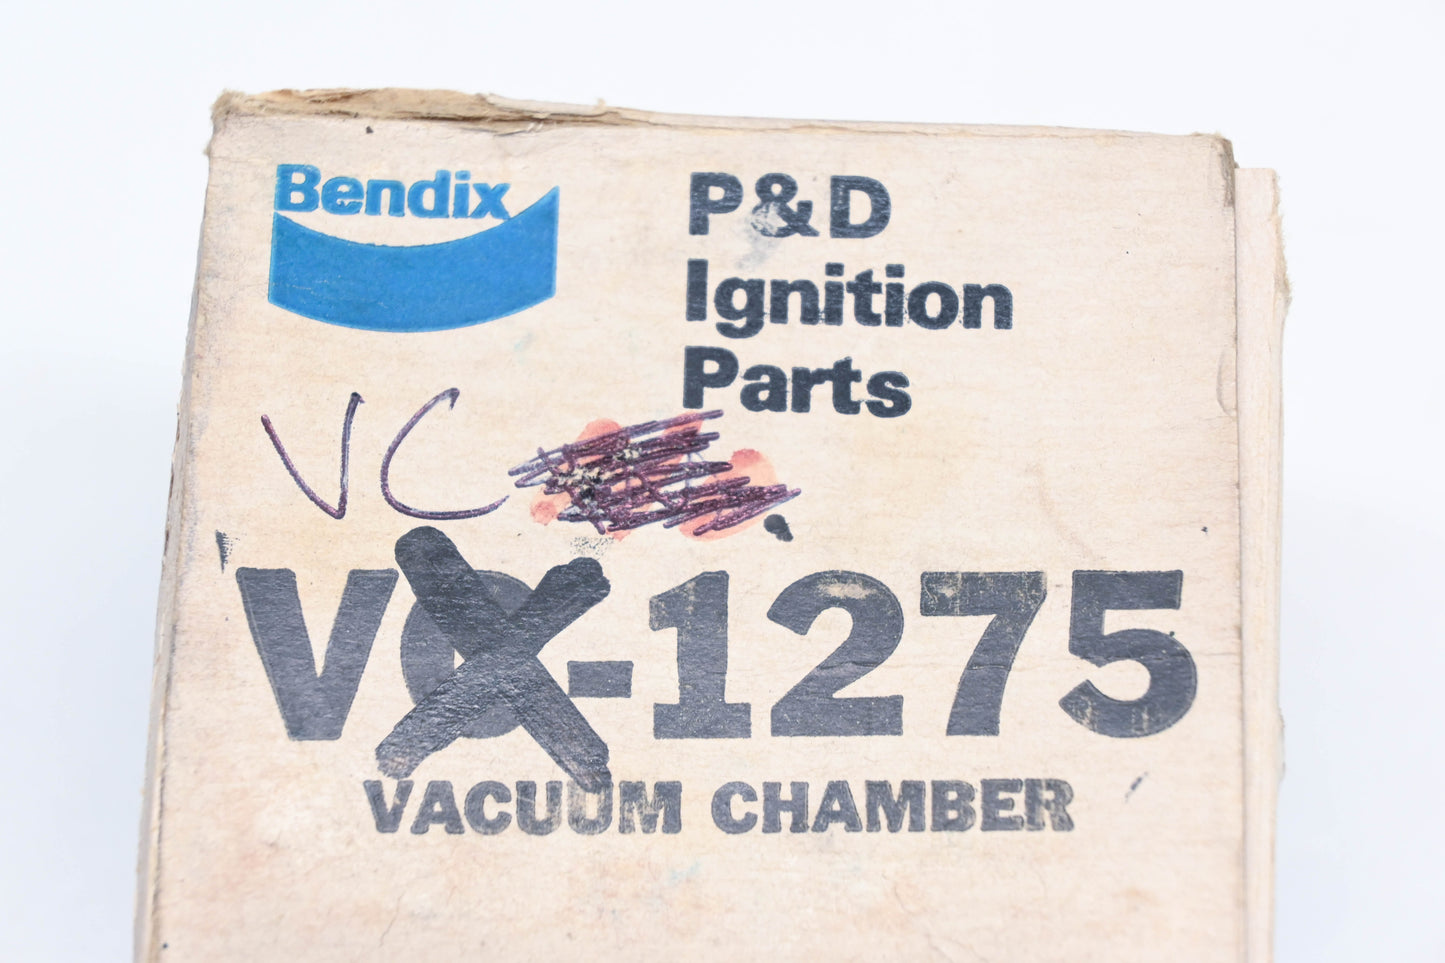 Bendix
P&D
Ignition
Parts
VC
VC-1275
VACUUM CHAMBER